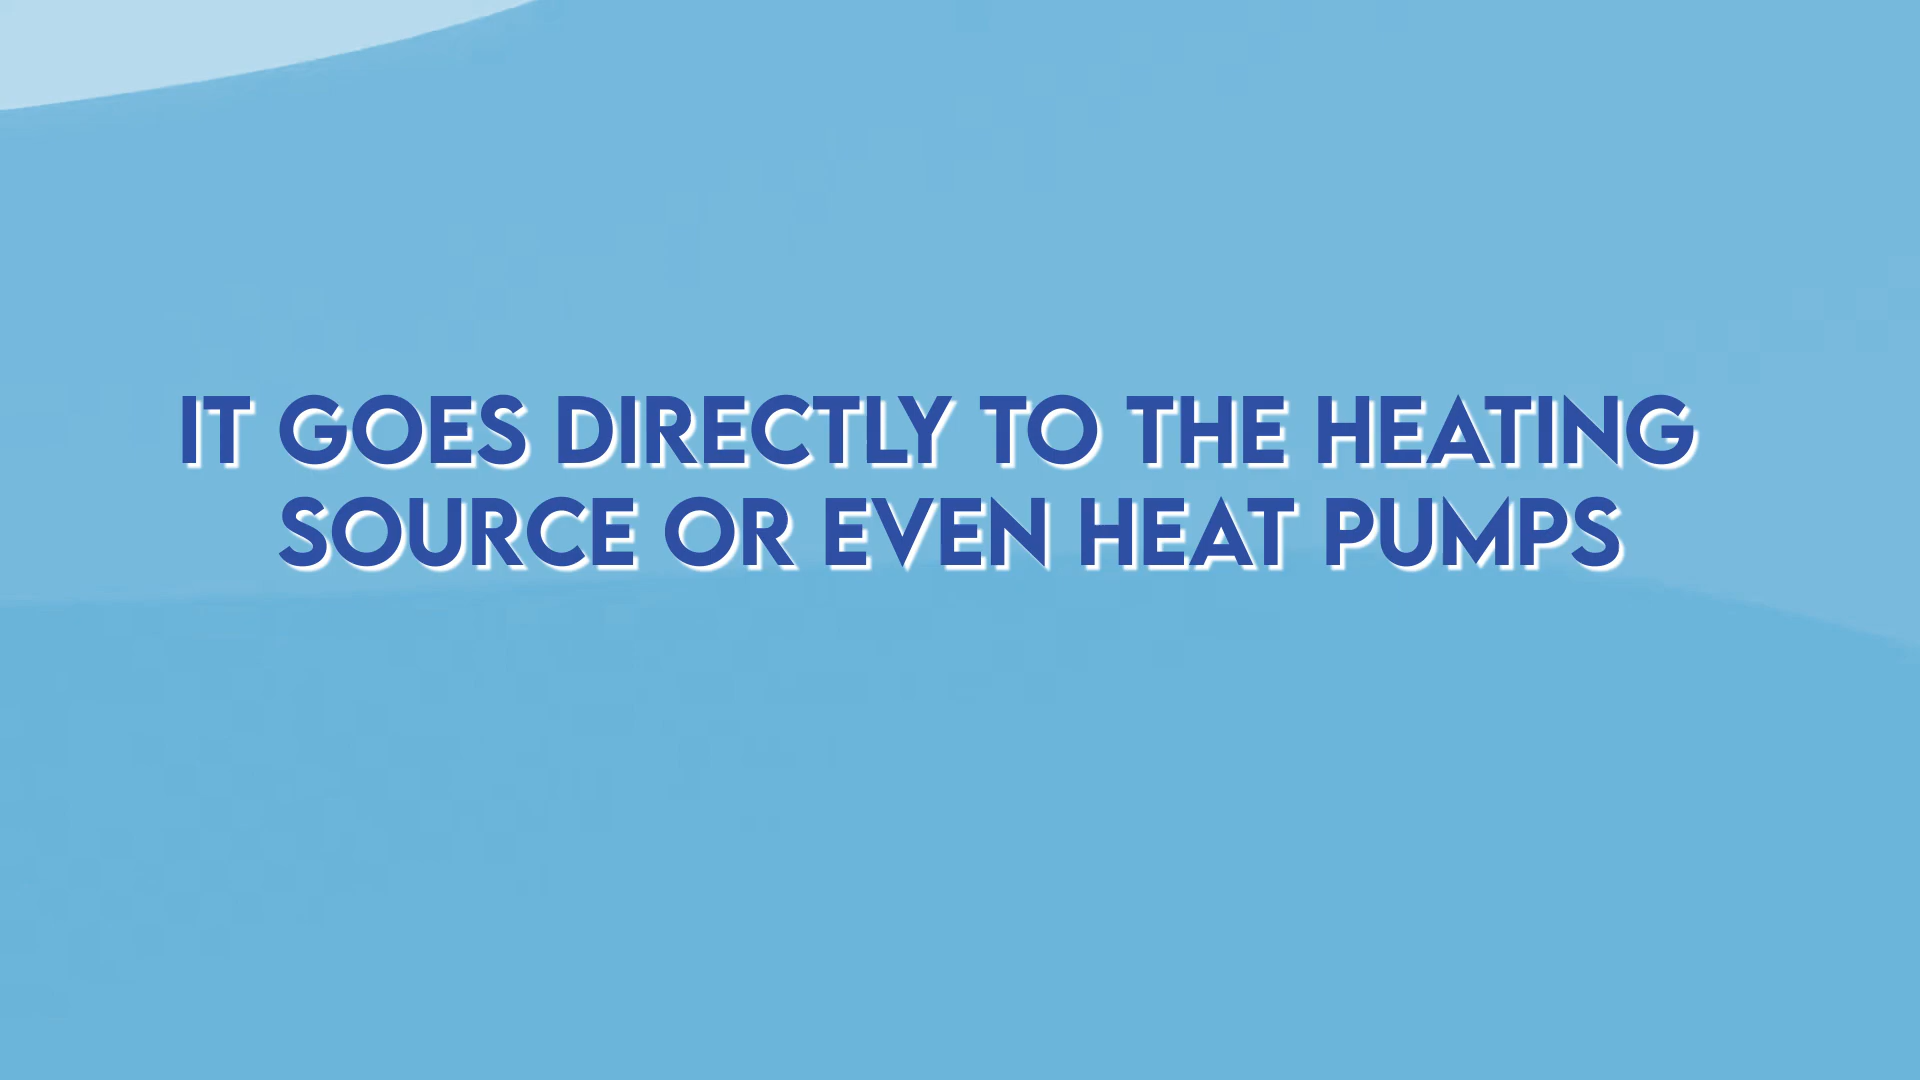 IT GOES DIRECTLY TO THE HEATING
SOURCE OR EVEN HEAT PUMPS